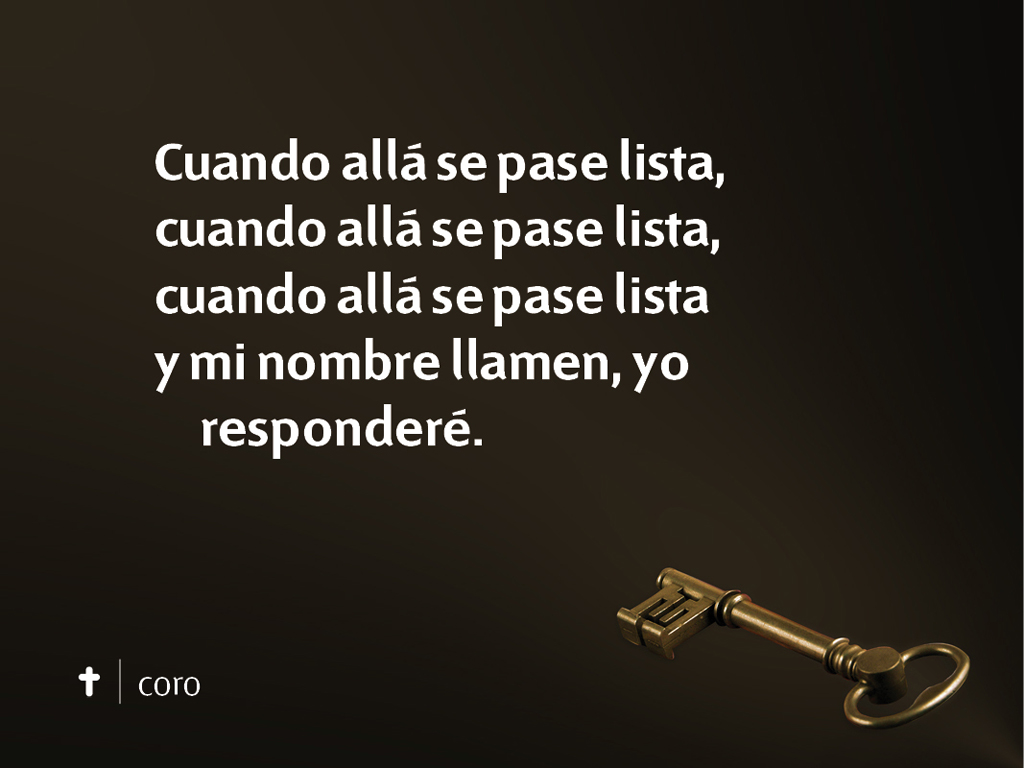 Cuando allá se pase lista,
cuando allá se pase lista,
cuando allá se pase lista
y mi nombre llamen, yo
responderé.
coro